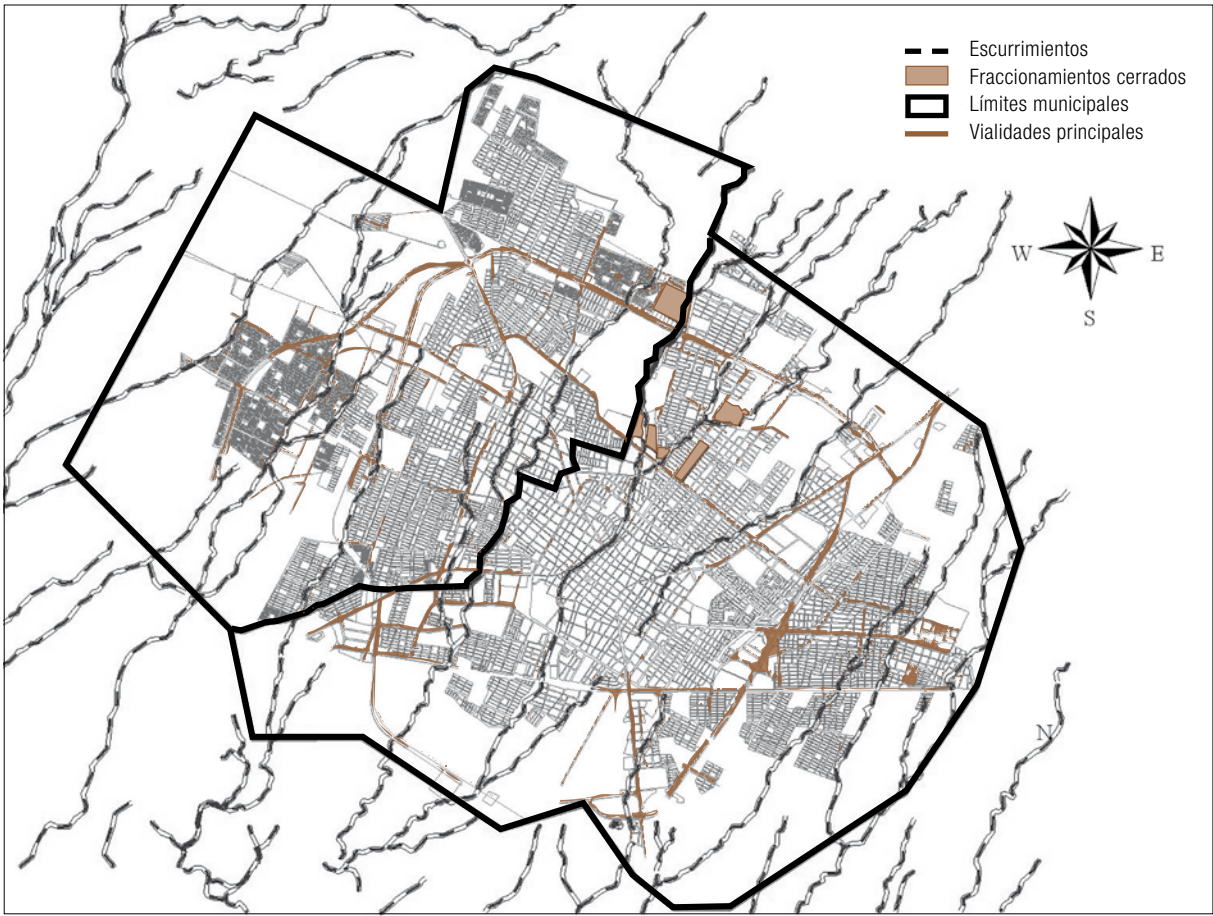 Escurrimientos
Fraccionamientos cerrados
Límites municipales
Vialidades principales
W
E
S
N